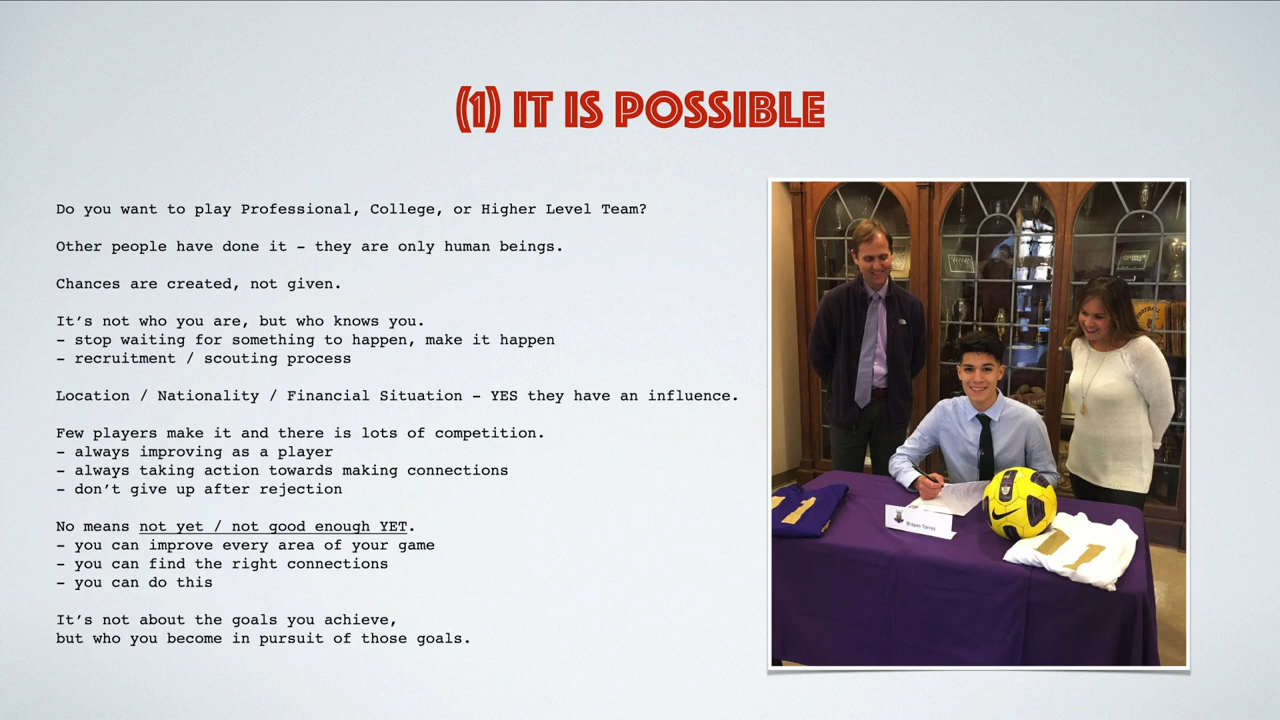 (1) IT IS POSSIBLE
Do you want to play Professional, College, or Higher Level Team?
Other people have done it - they are only human beings.
Chances are created, not given.
It's not who you are, but who knows you.
- stop waiting for something to happen, make it happen
- recruitment / scouting process
Location / Nationality / Financial Situation - YES they have an influence.
Few players make it and there is lots of competition.
- always improving as a player
- always taking action towards making connections
- don't give up after rejection
No means not yet / not good enough YET.
- you can improve every area of your game
- you can find the right connections
- you can do this
It's not about the goals you achieve,
but who you become in pursuit of those goals.
Brayan Torres
11
11